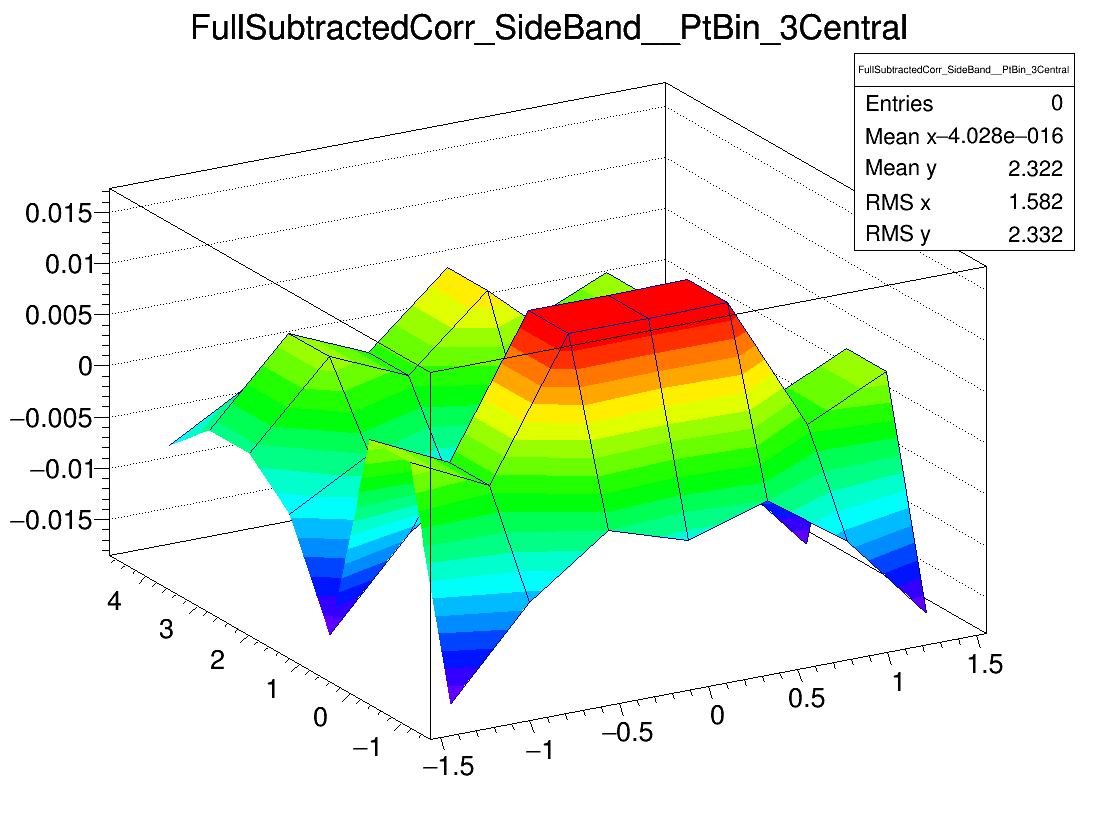 FullSubtractedCorr_SideBand__PtBin_3Central
FullSubtractedCorr_SideBand__PtBin_3Central
Entries 0
Mean x −4.028e−016
Mean y 2.322
RMS x 1.582
RMS y 2.332
0.015
0.01
0.005
0
−0.005
−0.01
−0.015
4
3
2
1
0
−1
−1.5
−1
−0.5
0
0.5
1
1.5